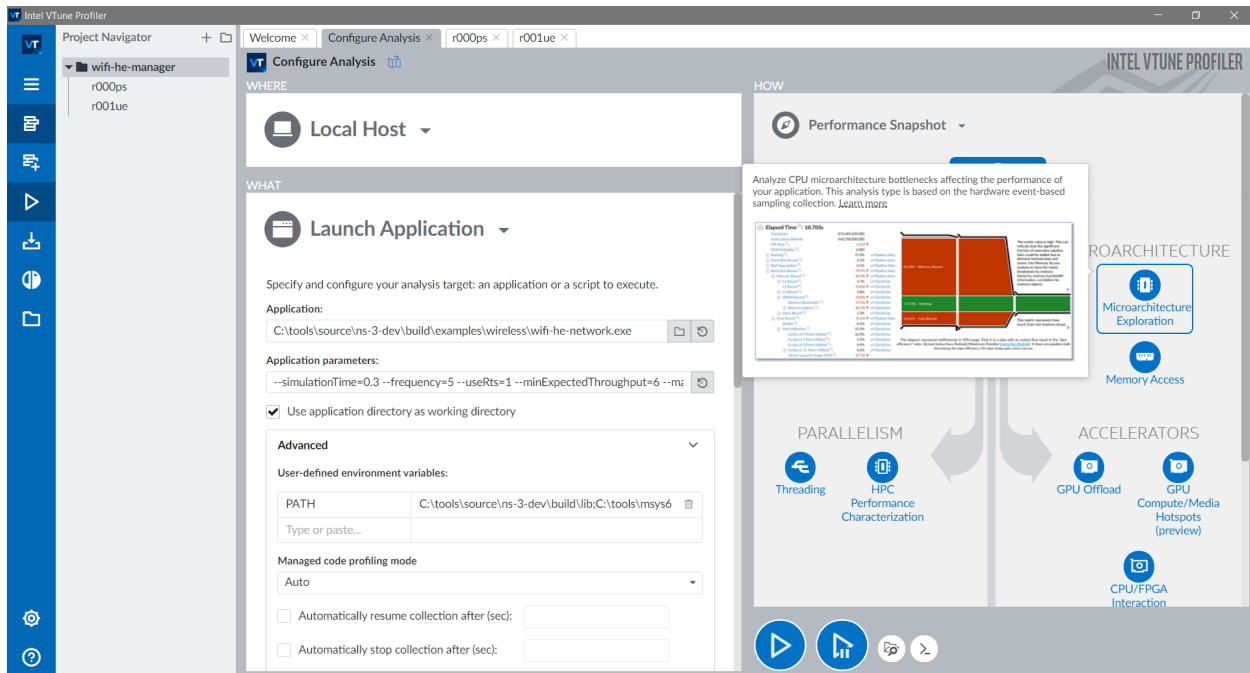 Intel VTune Profiler
Project Navigator
wifi-he-manager
r000ps
r001ue
Welcome
Configure Analysis
r000ps
r001ue
Configure Analysis
INTEL VTUNE PROFILER
WHERE
Local Host
WHAT
Launch Application
Specify and configure your analysis target: an application or a script to execute.
Application:
C:\tools\source\ns-3-dev\build\examples\wireless\wifi-he-network.exe
Application parameters:
--simulationTime=0.3 --frequency=5 --useRts=1 --minExpectedThroughput=6 --ma
Use application directory as working directory
Advanced
User-defined environment variables:
PATH C:\tools\source\ns-3-dev\build\lib;C:\tools\msys6
Type or paste...
Managed code profiling mode
Auto
Automatically resume collection after (sec):
Automatically stop collection after (sec):
HOW
Performance Snapshot
Analyze CPU microarchitecture bottlenecks affecting the performance of
your application. This analysis type is based on the hardware event-based
sampling collection. Learn more
Elapsed Time: 10.703s
ROARCHITECTURE
Microarchitecture
Exploration
Memory Access
PARALLELISM
Threading
HPC
Performance
Characterization
ACCELERATORS
GPU Offload
GPU
Compute/Media
Hotspots
(preview)
CPU/FPGA
Interaction